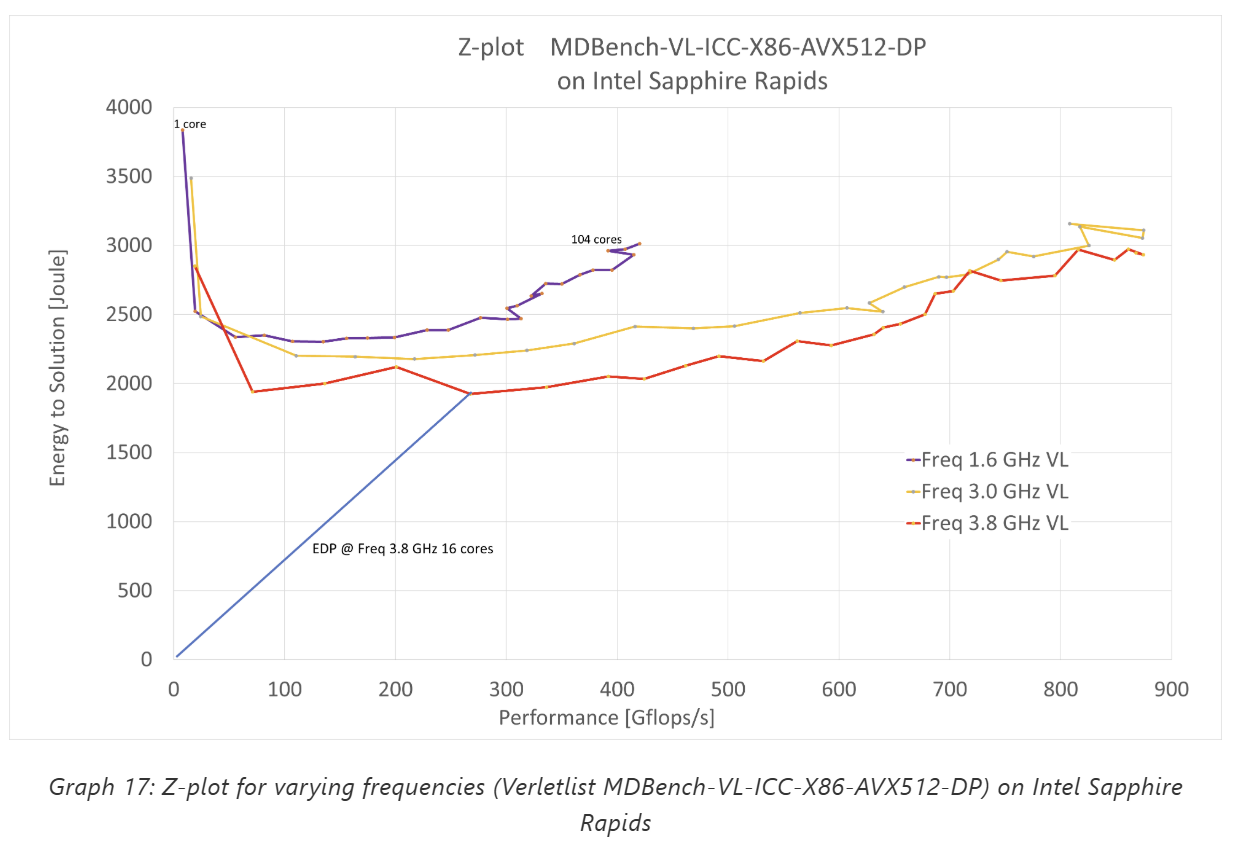 Z-plot MDBench-VL-ICC-X86-AVX512-DP
on Intel Sapphire Rapids
4000
3500
3000
2500
2000
1500
1000
500
0
Energy to Solution [Joule]
1 core
104 cores
EDP @ Freq 3.8 GHz 16 cores
Freq 1.6 GHz VL
Freq 3.0 GHz VL
Freq 3.8 GHz VL
0 100 200 300 400 500 600 700 800 900
Performance [Gflops/s]
Graph 17: Z-plot for varying frequencies (Verletlist MDBench-VL-ICC-X86-AVX512-DP) on Intel Sapphire
Rapids